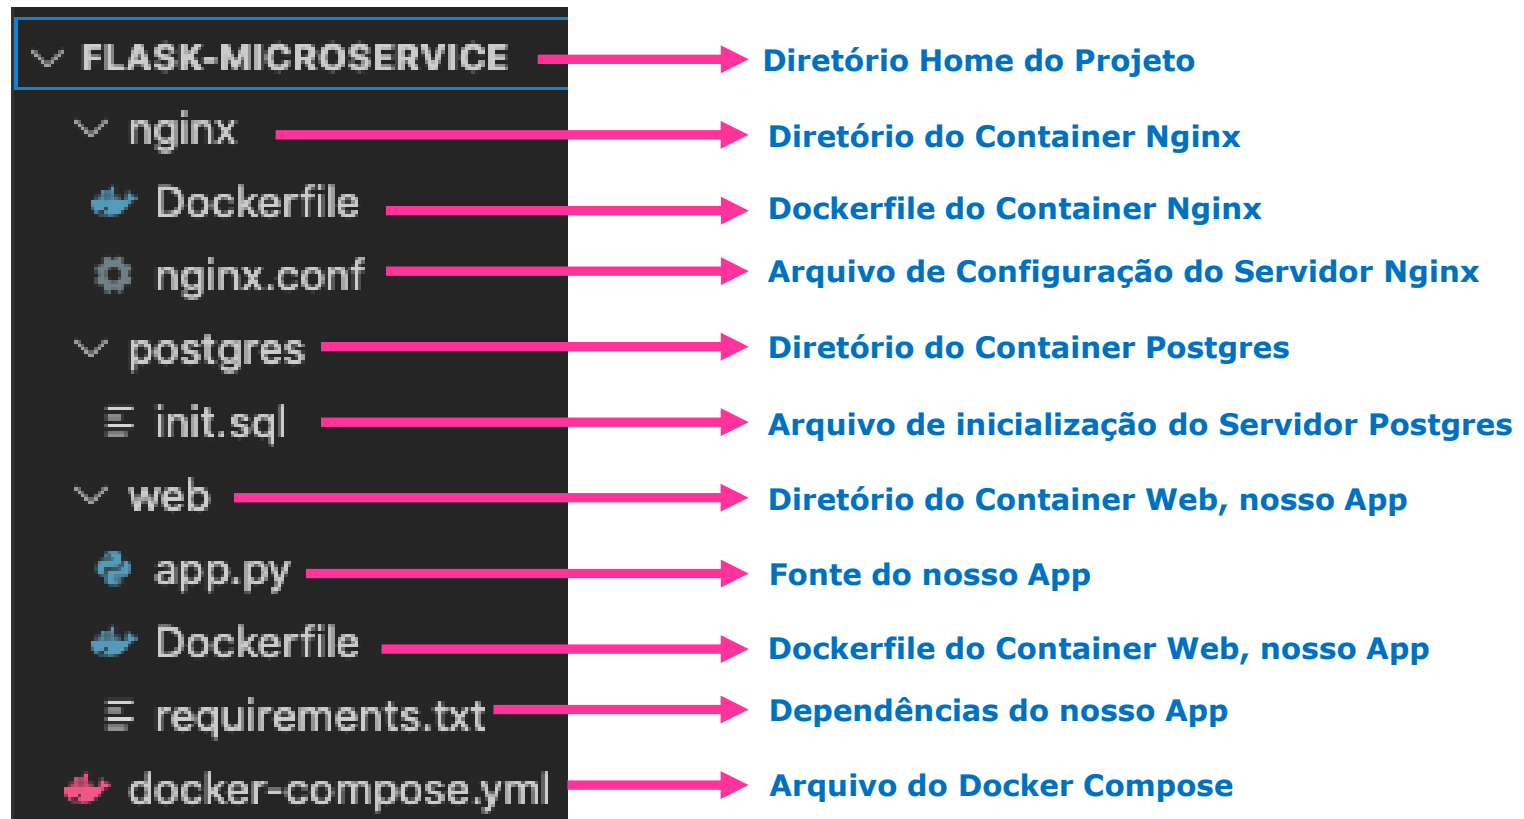 FLASK-MICROSERVICE Diretório Home do Projeto
nginx Diretório do Container Nginx
Dockerfile Dockerfile do Container Nginx
nginx.conf Arquivo de Configuração do Servidor Nginx
postgres Diretório do Container Postgres
init.sql Arquivo de inicialização do Servidor Postgres
web Diretório do Container Web, nosso App
app.py Fonte do nosso App
Dockerfile Dockerfile do Container Web, nosso App
requirements.txt Dependências do nosso App
docker-compose.yml Arquivo do Docker Compose